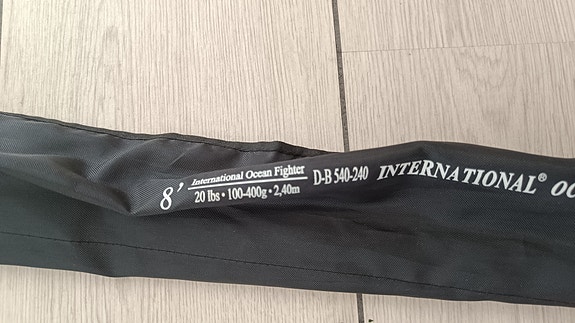 8' International Ocean Fighter
20 lbs • 100-400g • 2,40m
D-B 540-240 INTERNATIONAL®